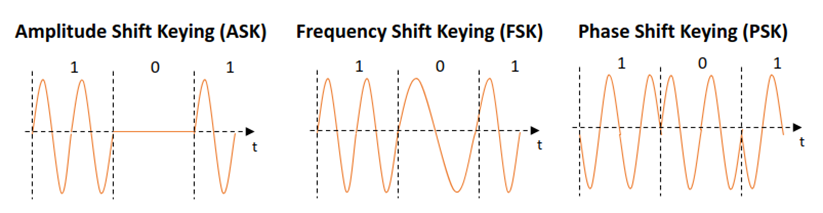 Amplitude Shift Keying (ASK) Frequency Shift Keying (FSK) Phase Shift Keying (PSK)
1 0 1 1 0 1 1 0 1
t t t